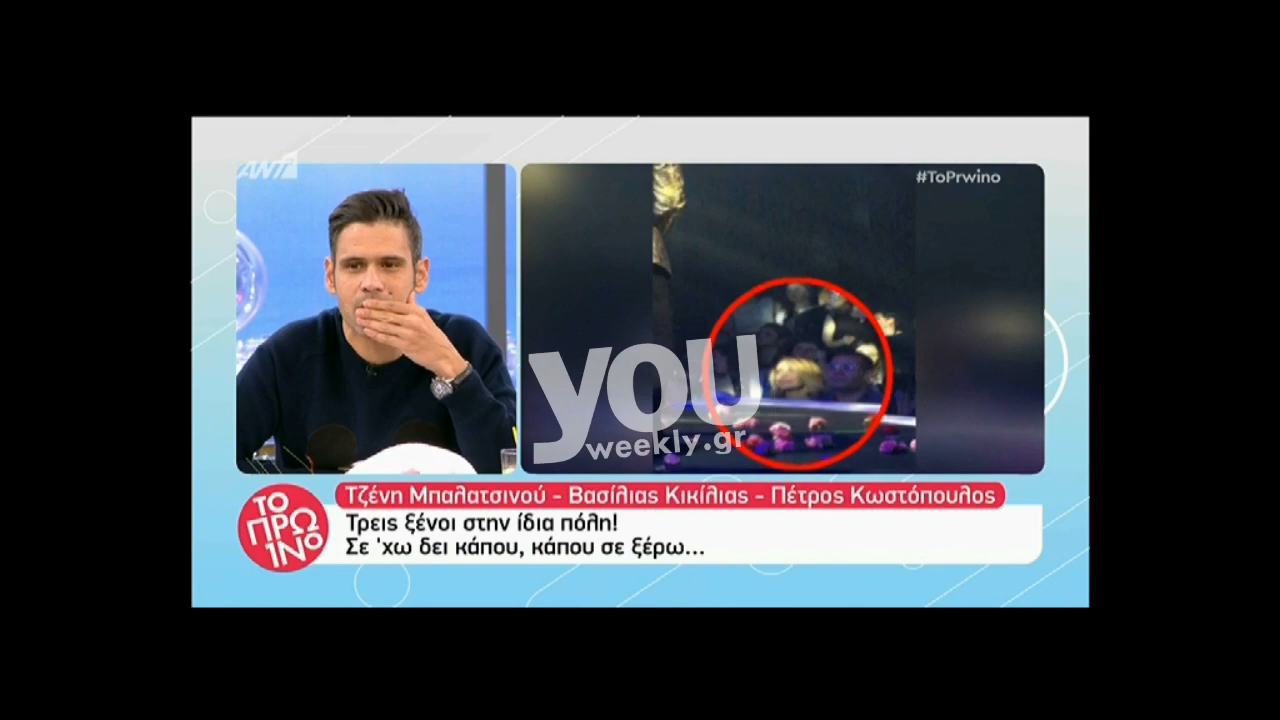 ANT1
#ToPrwino
you
weekly.gr
ΤΟ
ΠΡΩ
ΙΝΟ
Τζένη Μπαλατσινού - Βασίλιας Κικίλιας - Πέτρος Κωστόπουλος
Τρεις ξένοι στην ίδια πόλη!
Σε 'χω δει κάπου, κάπου σε ξέρω...